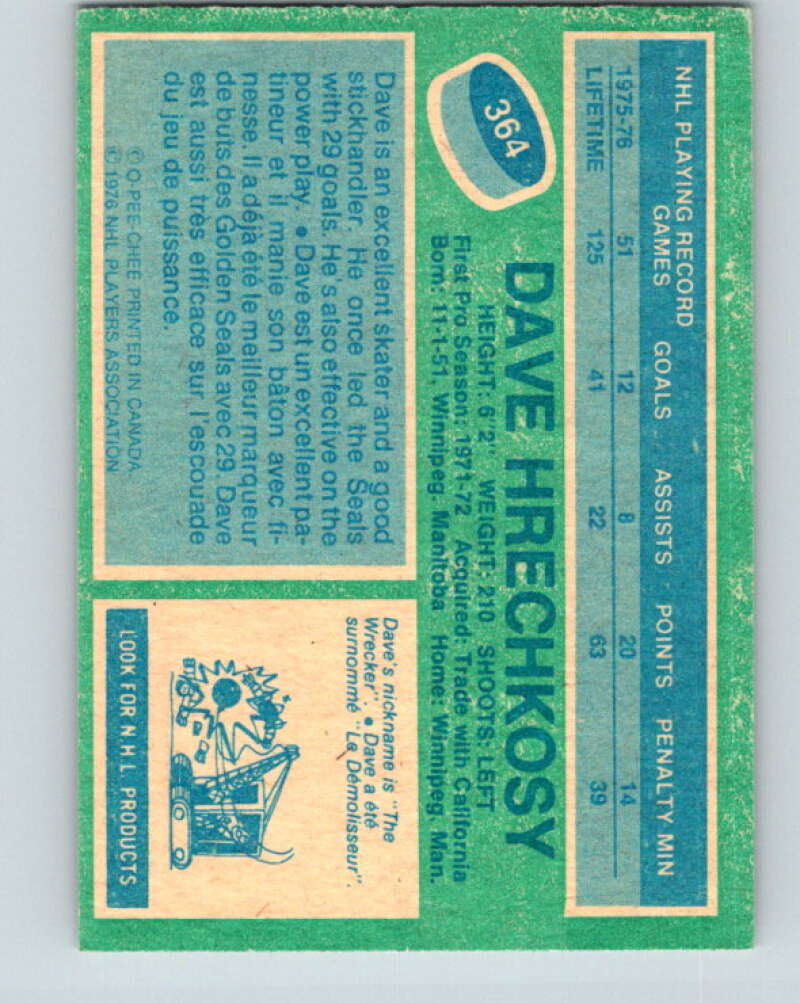 NHL PLAYING RECORD
GAMES GOALS ASSISTS POINTS PENALTY MIN
1975-76 51 12 8 20 14
LIFETIME 125 41 22 63 39
364
DAVE HRECHKOSY
HEIGHT: 6'2" WEIGHT: 210 SHOOTS: LEFT
First Pro Season: 1971-72 Acquired: Trade with California
Born: 11-1-51, Winnipeg, Manitoba Home: Winnipeg, Man.
Dave is an excellent skater and a good
stickhandler. He once led the Seals
with 29 goals. He's also effective on the
power play. • Dave est un excellent pa-
tineur et il manie son bâton avec fi-
nesse. Il a déjà été le meilleur marqueur
de buts des Golden Seals avec 29. Dave
est aussi très efficace sur l'escouade
du jeu de puissance.
© O-PEE-CHEE PRINTED IN CANADA
© 1976 NHL PLAYERS ASSOCIATION
Dave's nickname is "The
Wrecker". • Dave a été
surnommé "Le Démolisseur".
LOOK FOR N.H.L. PRODUCTS